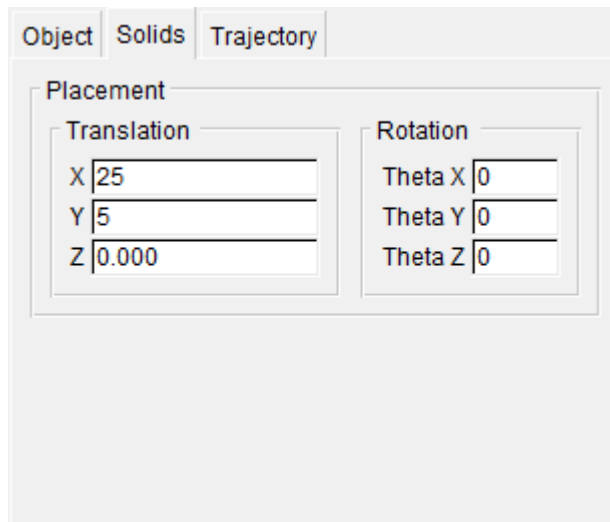 Object Solids Trajectory
Placement
Translation Rotation
X 25 Theta X 0
Y 5 Theta Y 0
Z 0.000 Theta Z 0